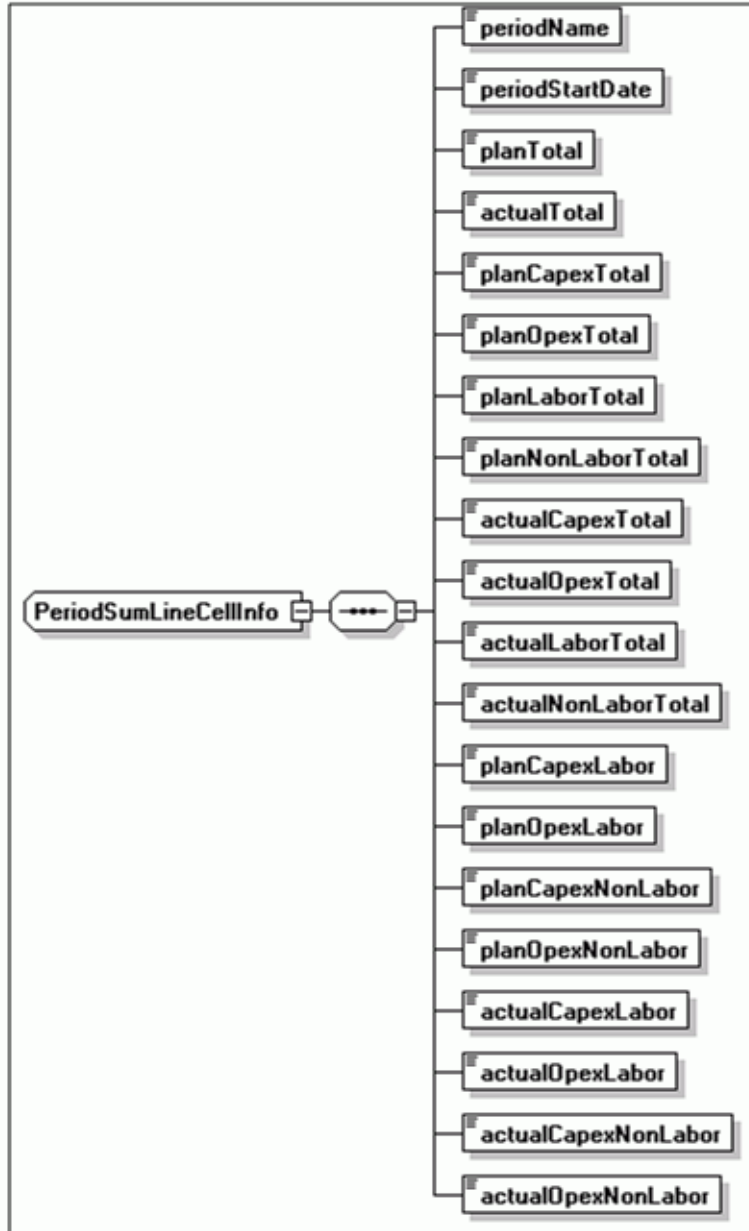 periodName
periodStartDate
planTotal
actualTotal
planCapexTotal
planOpexTotal
planLaborTotal
planNonLaborTotal
actualCapexTotal
actualOpexTotal
PeriodSumLineCellInfo
actualLaborTotal
actualNonLaborTotal
planCapexLabor
planOpexLabor
planCapexNonLabor
planOpexNonLabor
actualCapexLabor
actualOpexLabor
actualCapexNonLabor
actualOpexNonLabor